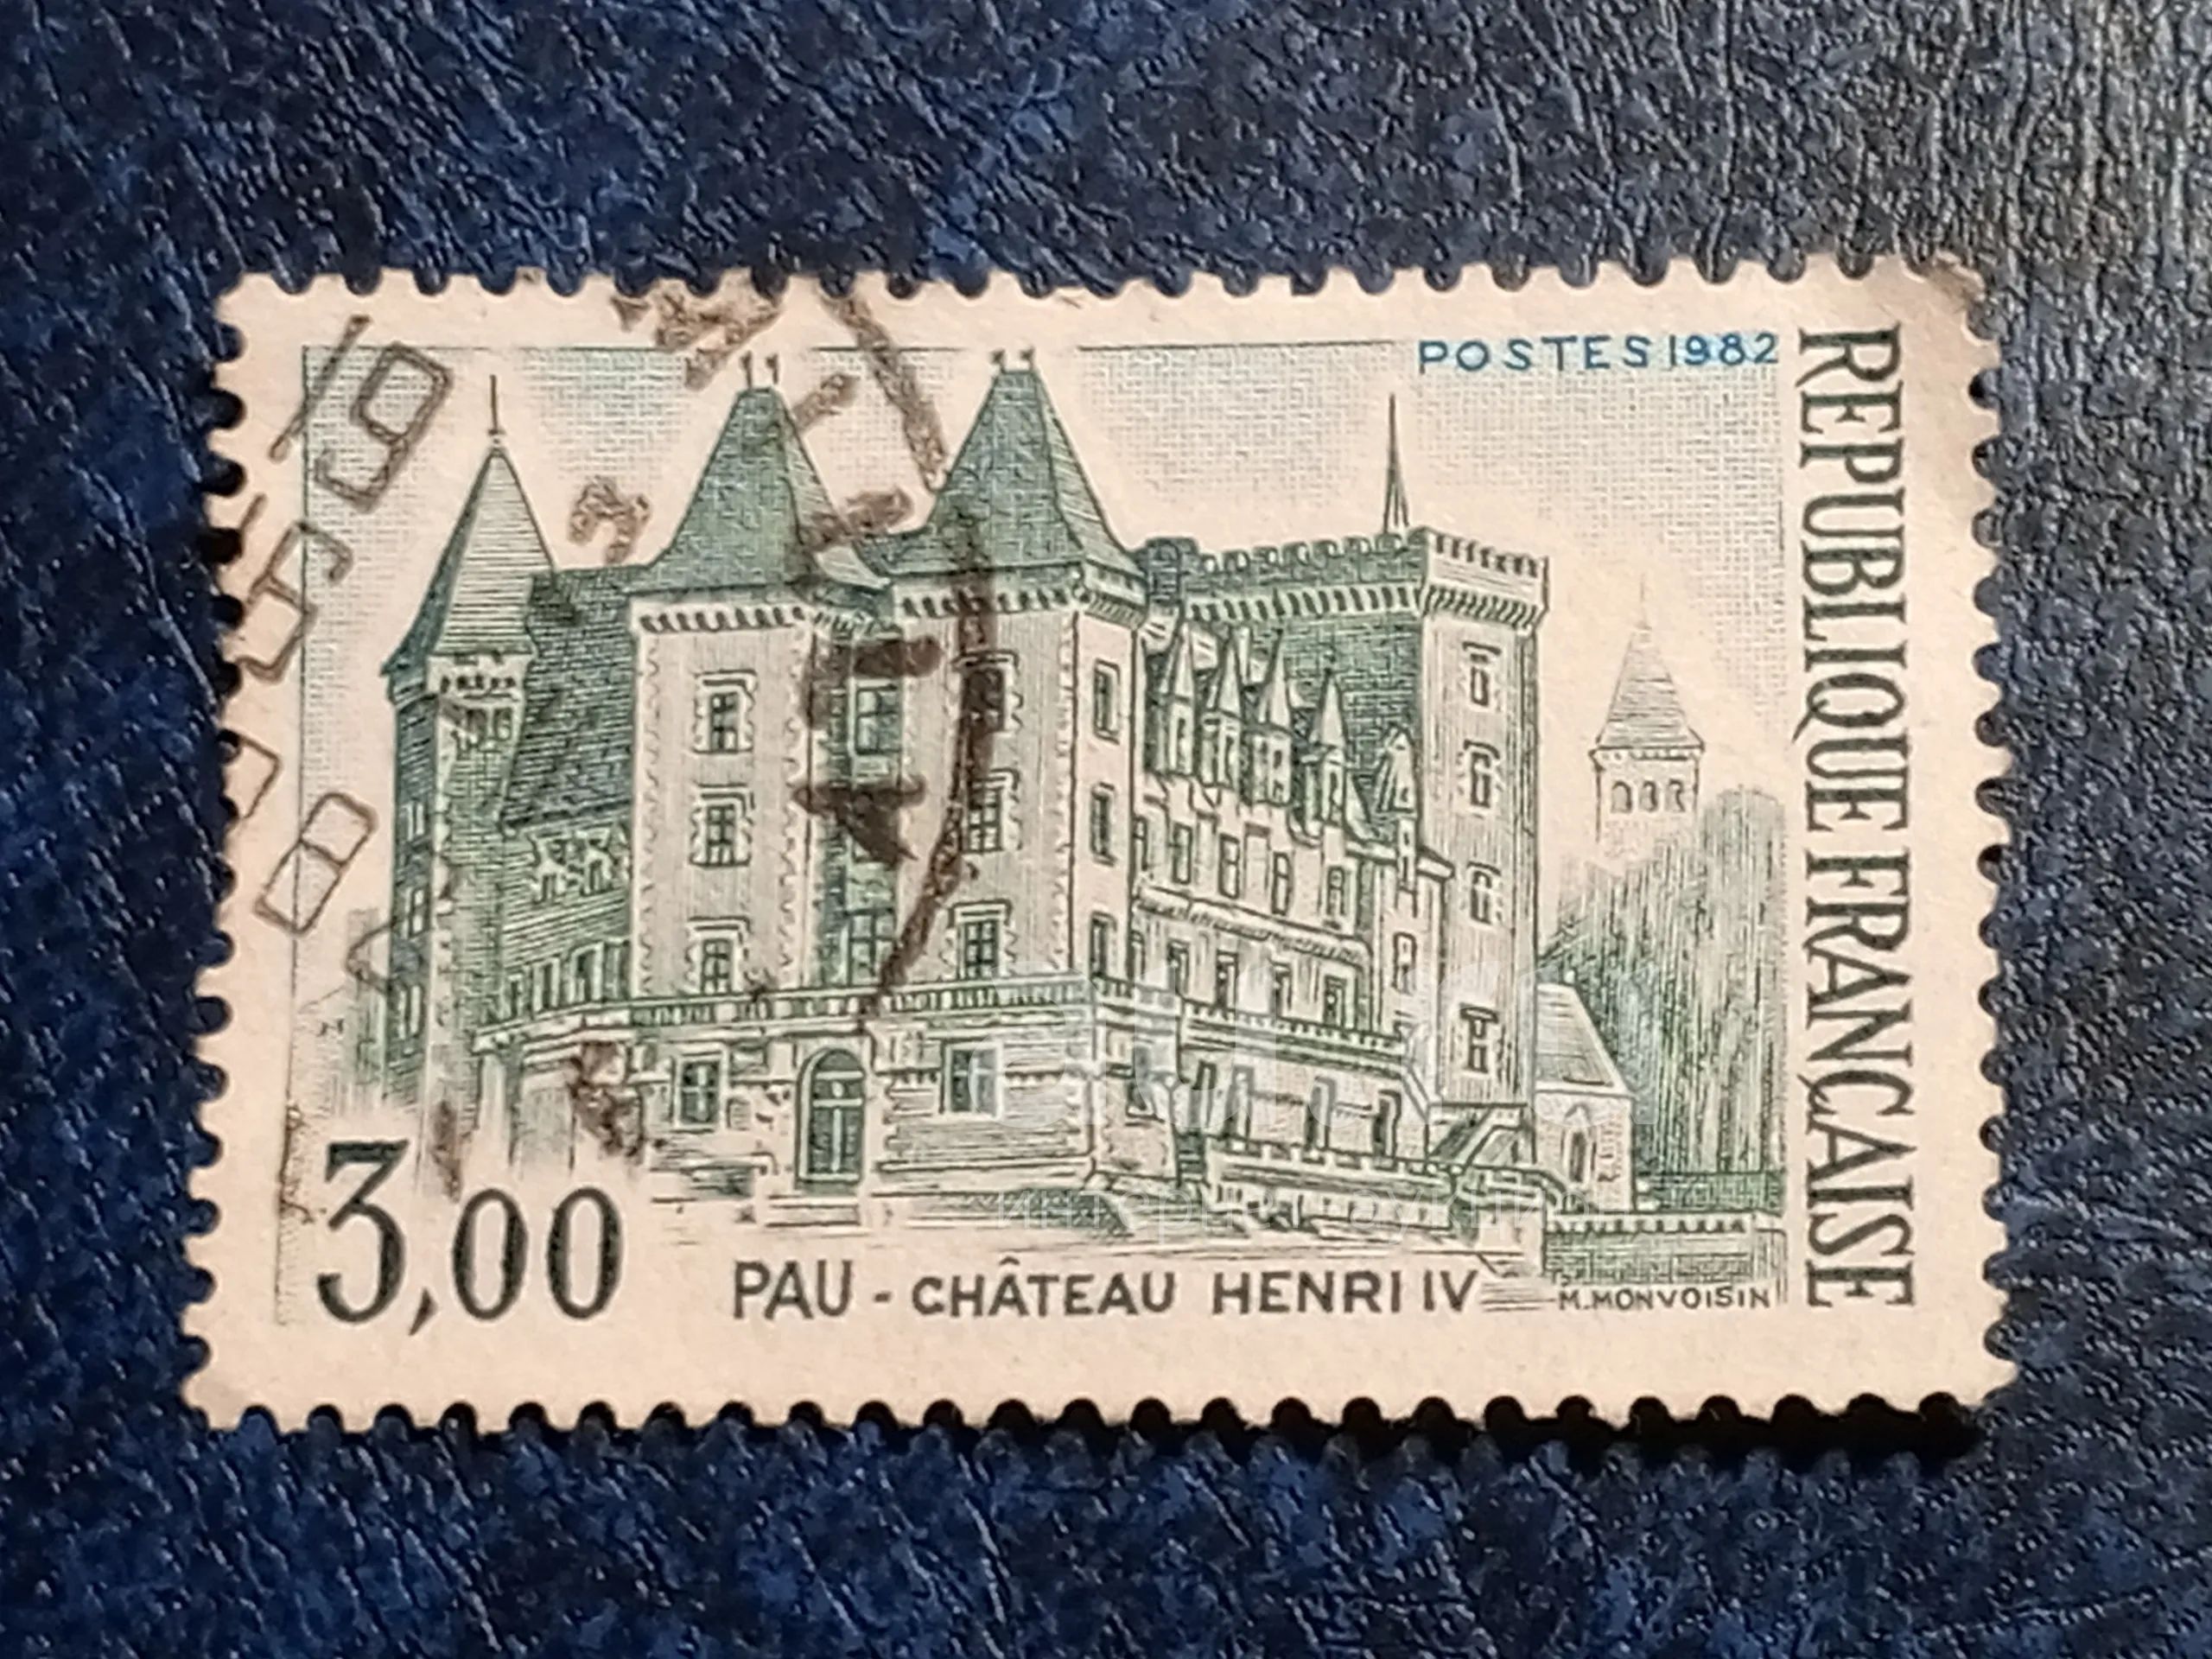 POSTES 1982
REPUBLIQUE FRANÇAISE
3,00
PAU - CHÂTEAU HENRI IV
M. MONVOISIN